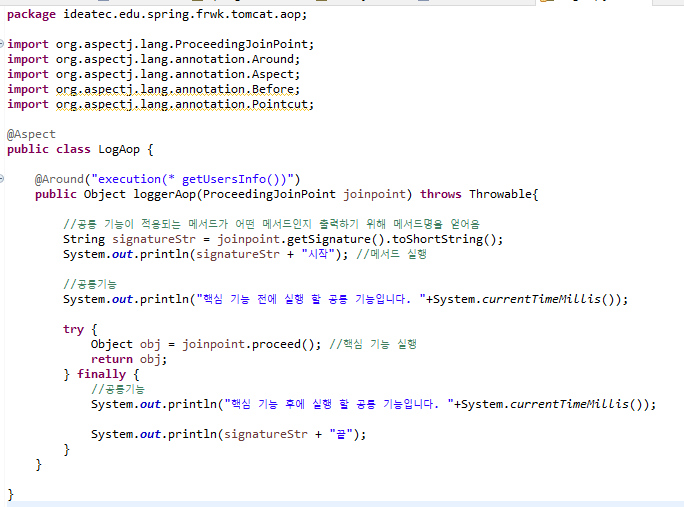 package ideatec.edu.spring.frwk.tomcat.aop;
import org.aspectj.lang.ProceedingJoinPoint;
import org.aspectj.lang.annotation.Around;
import org.aspectj.lang.annotation.Aspect;
import org.aspectj.lang.annotation.Before;
import org.aspectj.lang.annotation.Pointcut;
@Aspect
public class LogAop {
@Around("execution(* getUsersInfo())")
public Object loggerAop(ProceedingJoinPoint joinpoint) throws Throwable{
//공통 기능이 적용되는 메서드가 어떤 메서드인지 출력하기 위해 메서드명을 얻어옴
String signatureStr = joinpoint.getSignature().toShortString();
System.out.println(signatureStr + "시작"); //메서드 실행
//공통기능
System.out.println("핵심 기능 전에 실행 할 공통 기능입니다. "+System.currentTimeMillis());
try {
Object obj = joinpoint.proceed(); //핵심 기능 실행
return obj;
} finally {
//공통기능
System.out.println("핵심 기능 후에 실행 할 공통 기능입니다. "+System.currentTimeMillis());
System.out.println(signatureStr + "끝");
}
}
}